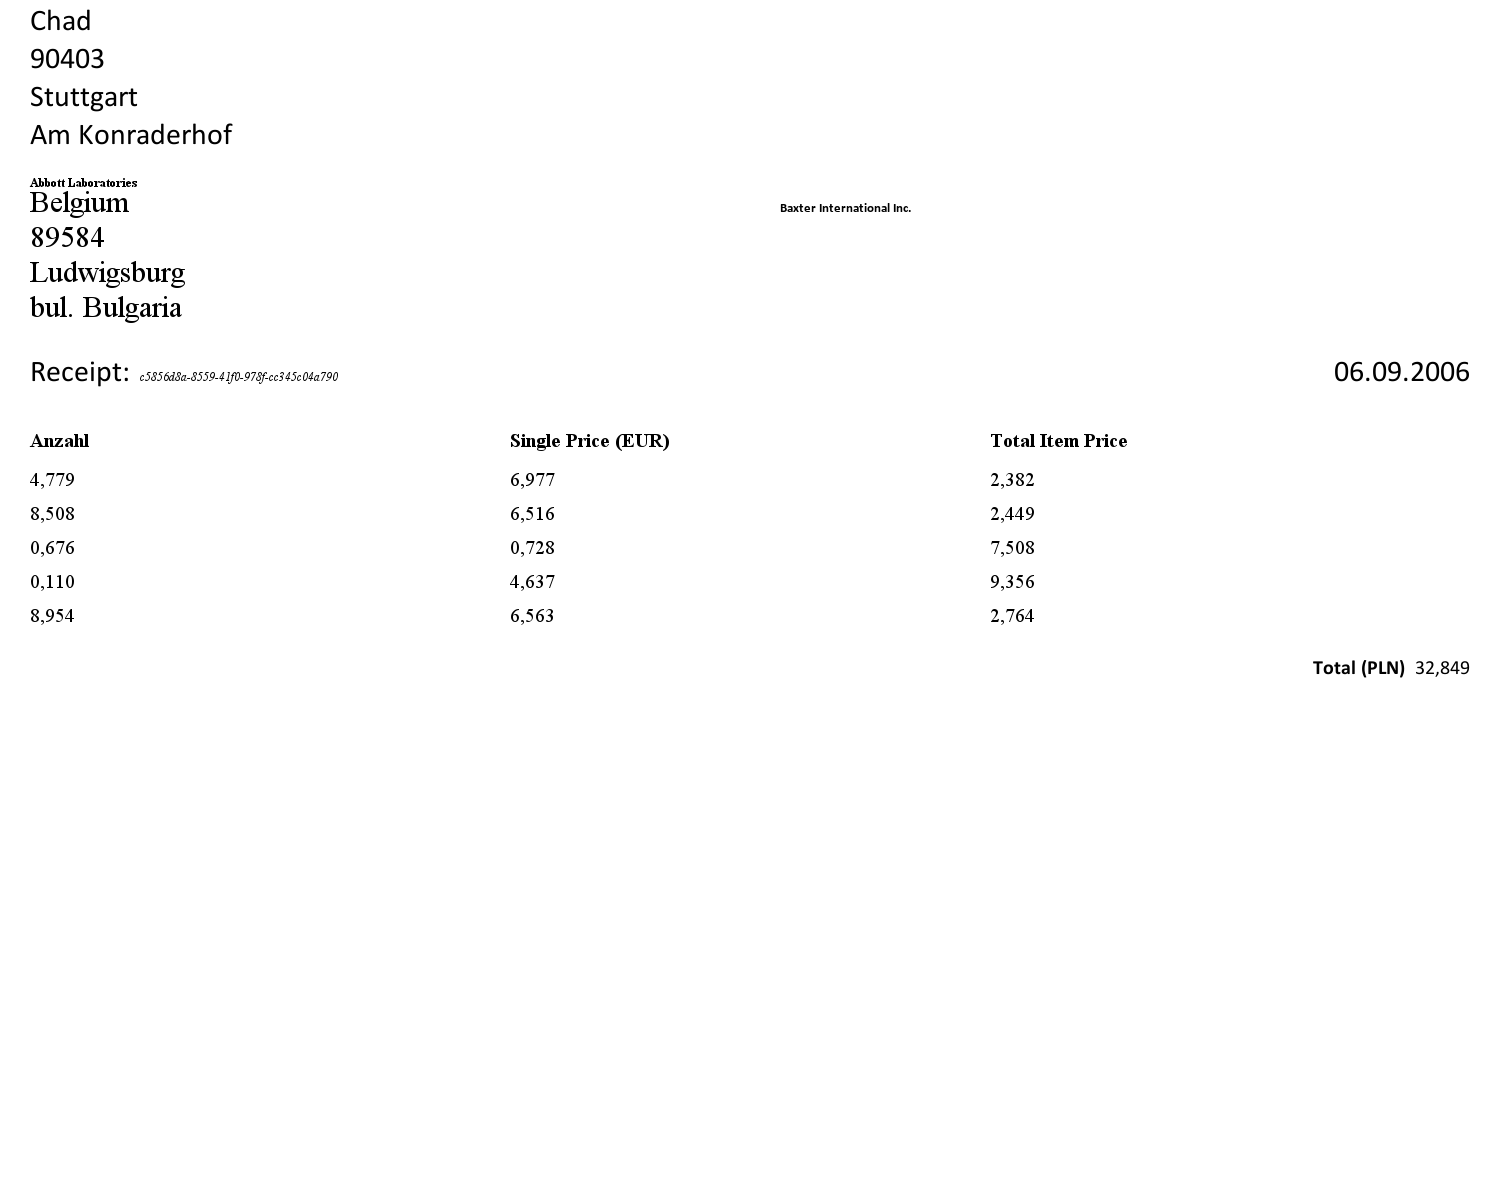 Chad
90403
Stuttgart
Am Konraderhof
Abbott Laboratories
Belgium
89584
Ludwigsburg
bul. Bulgaria
Baxter International Inc.
Receipt: c5856d8a-8559-41f0-978f-cc345c04a790 06.09.2006
Anzahl Single Price (EUR) Total Item Price
4,779 6,977 2,382
8,508 6,516 2,449
0,676 0,728 7,508
0,110 4,637 9,356
8,954 6,563 2,764
Total (PLN) 32,849